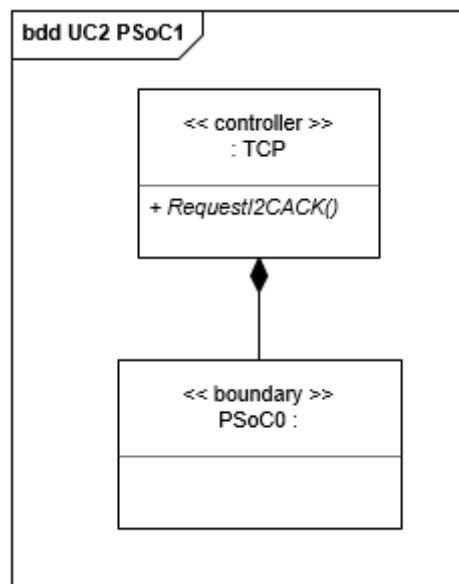 bdd UC2 PSoC1
<< controller >>
: TCP
+ RequestI2CACK()
<< boundary >>
PSoC0 :